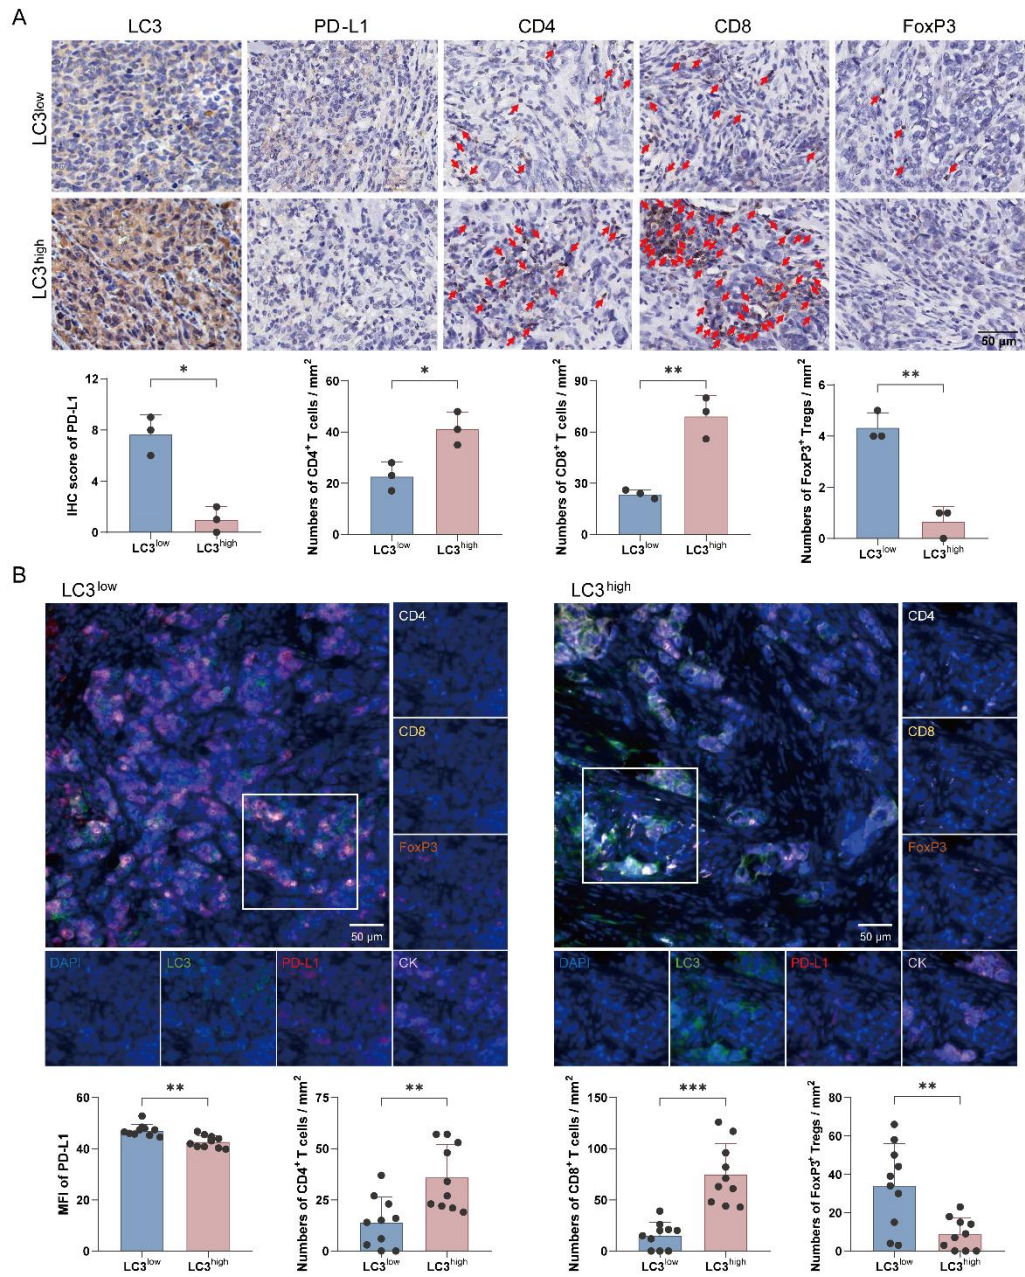 A
LC3 PD-L1 CD4 CD8 FoxP3
LC3low
LC3high
50 μm
IHC score of PD-L1
12
8
4
0
LC3low LC3high
*
Numbers of CD4+ T cells / mm2
60
40
20
0
LC3low LC3high
*
Numbers of CD8+ T cells / mm2
90
60
30
0
LC3low LC3high
**
Numbers of FoxP3+ Tregs / mm2
6
4
2
0
LC3low LC3high
**
B
LC3low
CD4
CD8
FoxP3
50 μm
DAPI LC3 PD-L1 CK
LC3high
CD4
CD8
FoxP3
50 μm
DAPI LC3 PD-L1 CK
MFI of PD-L1
60
40
20
0
LC3low LC3high
**
Numbers of CD4+ T cells / mm2
75
50
25
0
LC3low LC3high
**
Numbers of CD8+ T cells / mm2
150
100
50
0
LC3low LC3high
***
Numbers of FoxP3+ Tregs / mm2
80
60
40
20
0
LC3low LC3high
**